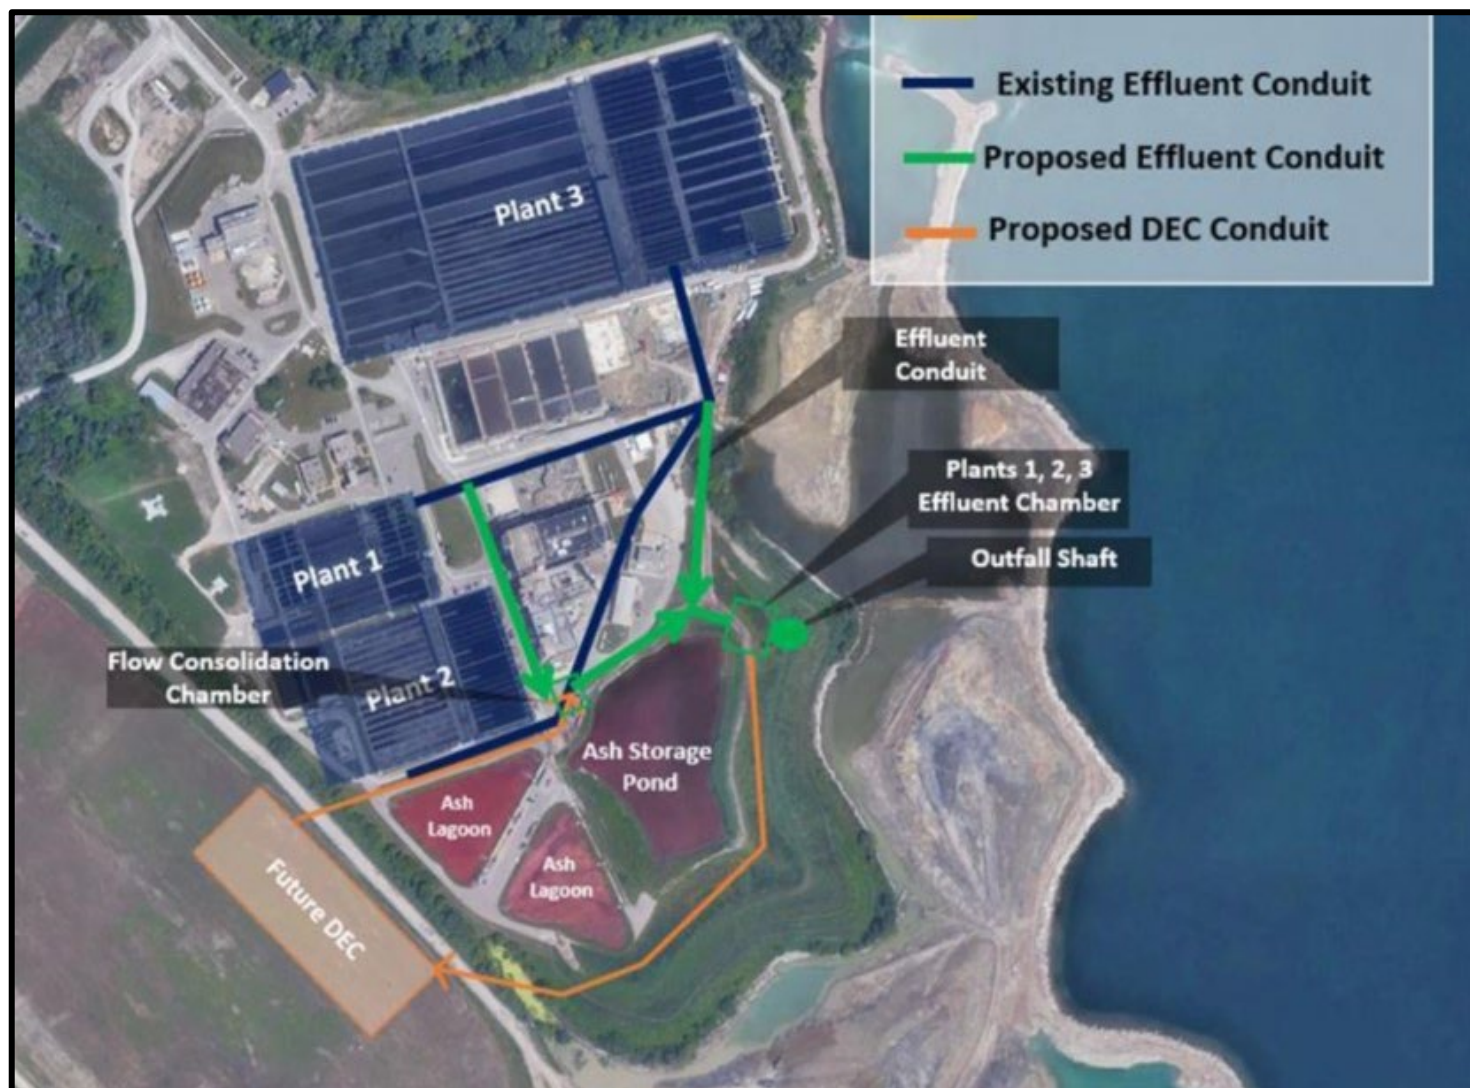 Existing Effluent Conduit
Proposed Effluent Conduit
Proposed DEC Conduit
Plant 3
Effluent
Conduit
Plants 1, 2, 3
Effluent Chamber
Outfall Shaft
Plant 1
Flow Consolidation
Chamber
Plant 2
Ash Storage
Pond
Ash
Lagoon
Ash
Lagoon
Future DEC